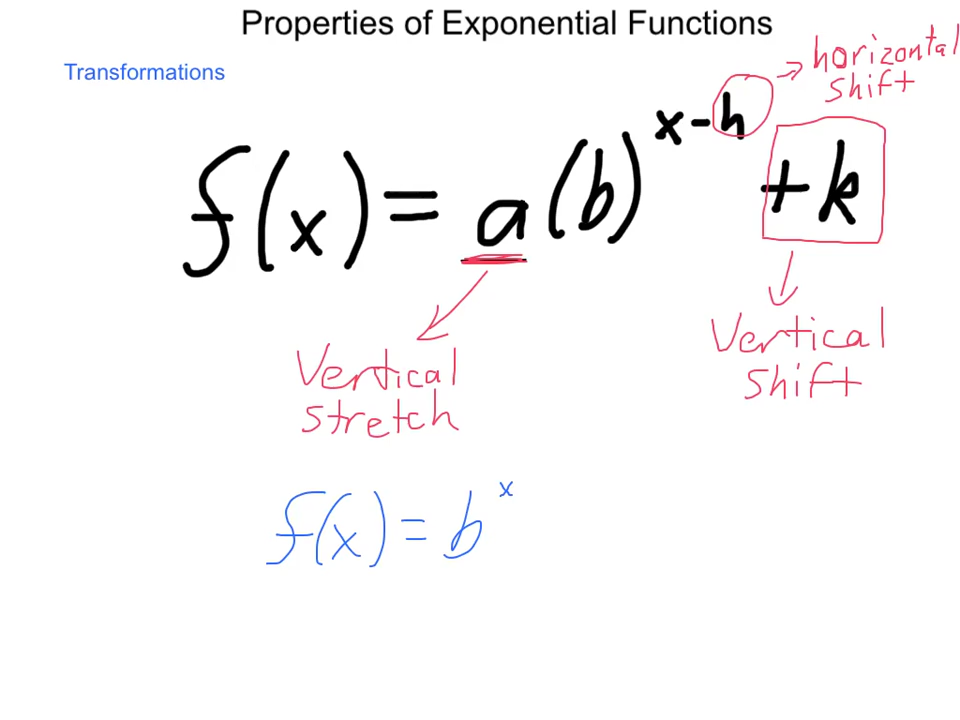 Properties of Exponential Functions
Transformations
horizontal
shift
f(x) = a(b)^{x-h} + k
Vertical
stretch
Vertical
Shift
f(x) = b^x